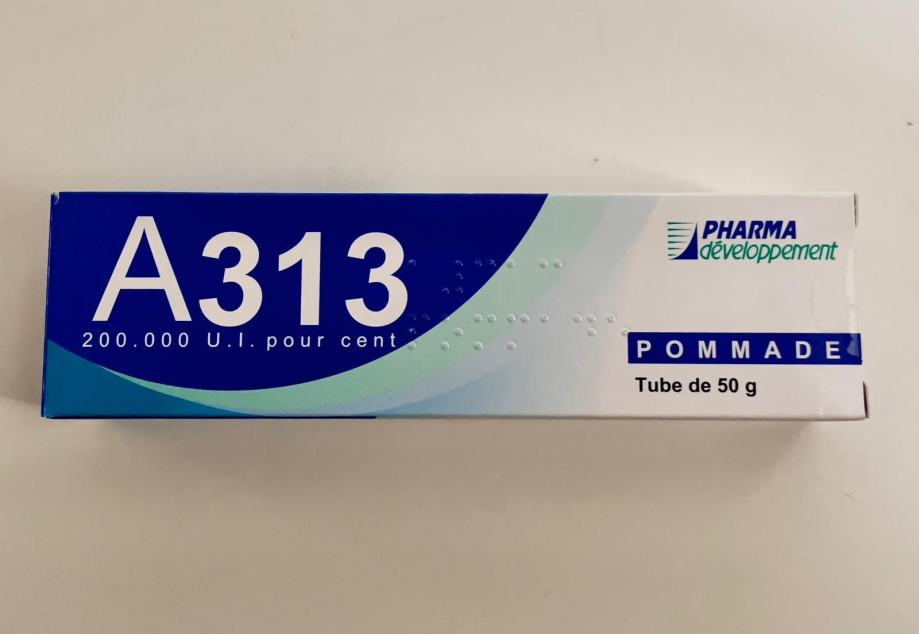 A313
200.000 U.I. pour cent
PHARMA
développement
POMMADE
Tube de 50 g